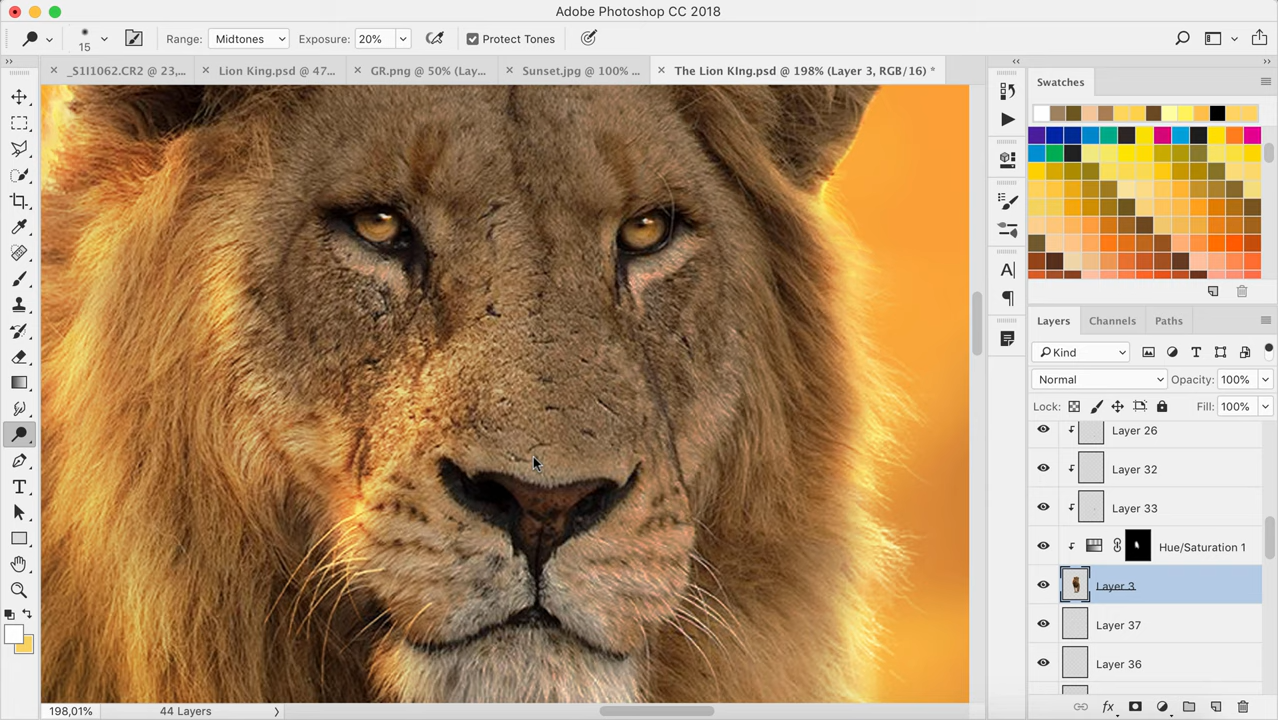 Adobe Photoshop CC 2018
15
Range: Midtones Exposure: 20% Protect Tones
_S1I1062.CR2 @ 23,... Lion King.psd @ 47... GR.png @ 50% (Lay... Sunset.jpg @ 100% ... The Lion KIng.psd @ 198% (Layer 3, RGB/16) *
Swatches
Layers Channels Paths
Kind
Normal Opacity: 100%
Lock: Fill: 100%
Layer 26
Layer 32
Layer 33
Hue/Saturation 1
Layer 3
Layer 37
Layer 36
198,01% 44 Layers